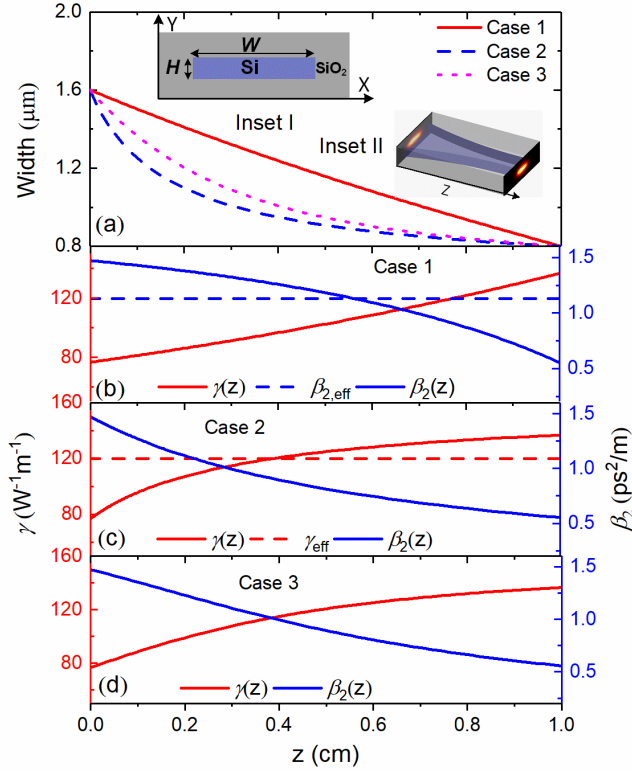 2.0
1.6
1.2
0.8
Width (μm)
Y
W
H
Si
SiO2
X
Inset I
Inset II
Z
Case 1
Case 2
Case 3
(a)
Case 1
120
80
1.5
1.0
0.5
(b)
γ(z)
β2,eff
β2(z)
Case 2
160
120
80
1.5
1.0
0.5
(c)
γ(z)
γeff
β2(z)
Case 3
160
120
80
1.5
1.0
0.5
(d)
γ(z)
β2(z)
γ (W-1m-1)
β2 (ps2/m)
0.0 0.2 0.4 0.6 0.8 1.0
z (cm)